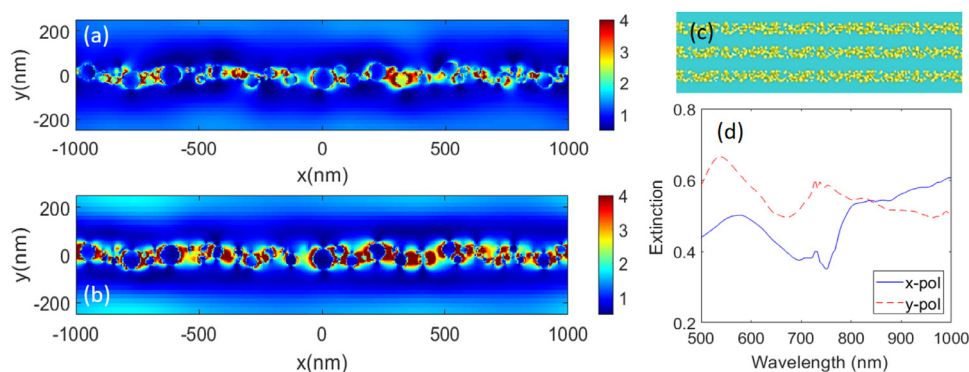 (a)
200
0
-200
y(nm)
-1000
-500
0
500
1000
x(nm)
4
3
2
1
(b)
200
0
-200
y(nm)
-1000
-500
0
500
1000
x(nm)
4
3
2
1
(c)
(d)
0.8
0.6
0.4
0.2
Extinction
x-pol
y-pol
500
600
700
800
900
1000
Wavelength (nm)